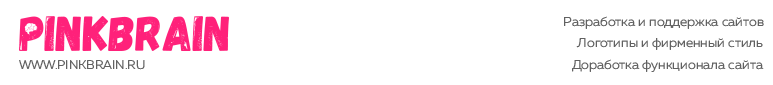 PINKBRAIN
WWW.PINKBRAIN.RU
Разработка и поддержка сайтов
Логотипы и фирменный стиль
Доработка функционала сайта